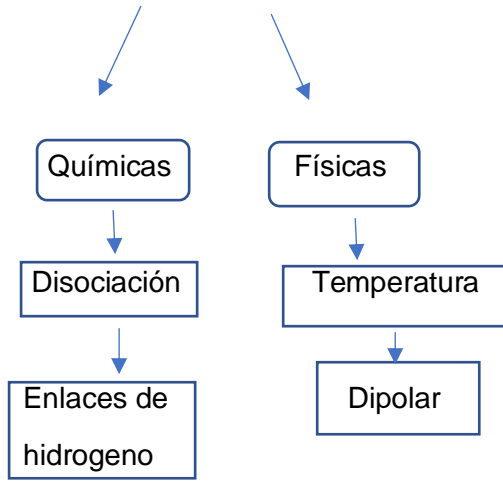 Químicas
Físicas
Disociación
Temperatura
Enlaces de
hidrogeno
Dipolar